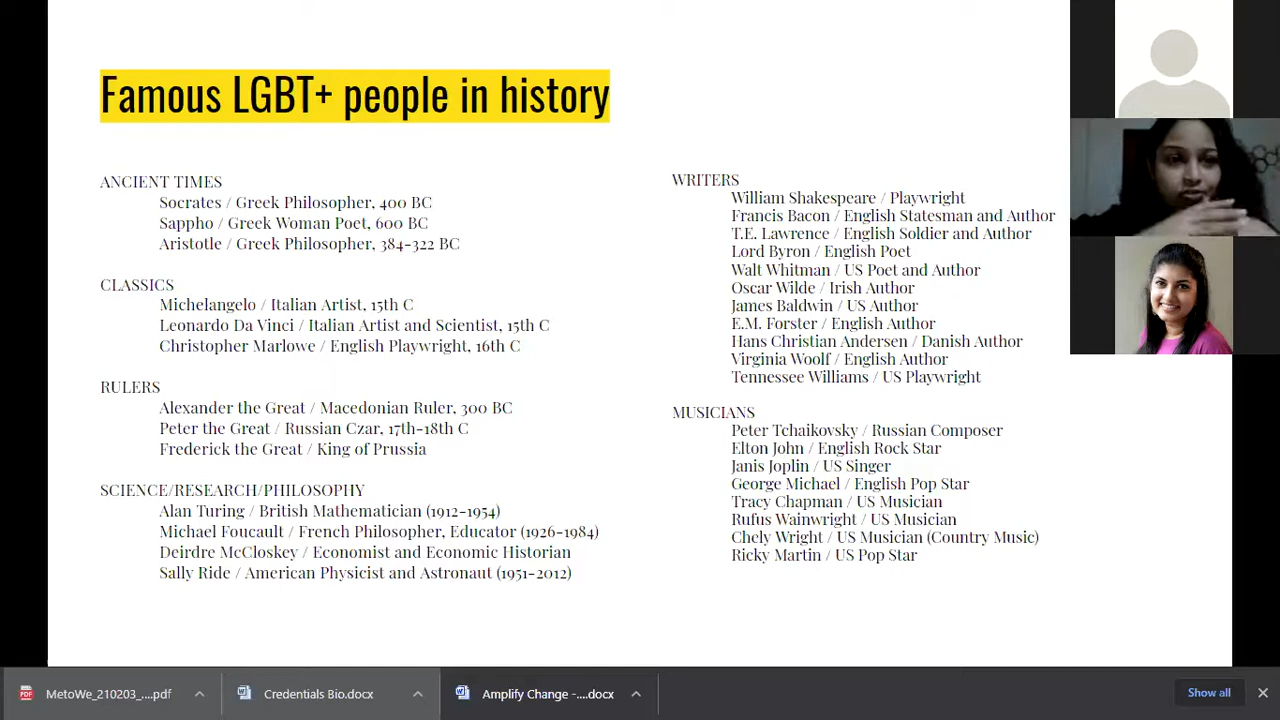 Famous LGBT+ people in history
ANCIENT TIMES
Socrates / Greek Philosopher, 400 BC
Sappho / Greek Woman Poet, 600 BC
Aristotle / Greek Philosopher, 384-322 BC
CLASSICS
Michelangelo / Italian Artist, 15th C
Leonardo Da Vinci / Italian Artist and Scientist, 15th C
Christopher Marlowe / English Playwright, 16th C
RULERS
Alexander the Great / Macedonian Ruler, 300 BC
Peter the Great / Russian Czar, 17th-18th C
Frederick the Great / King of Prussia
SCIENCE/RESEARCH/PHILOSOPHY
Alan Turing / British Mathematician (1912-1954)
Michael Foucault / French Philosopher, Educator (1926-1984)
Deirdre McCloskey / Economist and Economic Historian
Sally Ride / American Physicist and Astronaut (1951-2012)
WRITERS
William Shakespeare / Playwright
Francis Bacon / English Statesman and Author
T.E. Lawrence / English Soldier and Author
Lord Byron / English Poet
Walt Whitman / US Poet and Author
Oscar Wilde / Irish Author
James Baldwin / US Author
E.M. Forster / English Author
Hans Christian Andersen / Danish Author
Virginia Woolf / English Author
Tennessee Williams / US Playwright
MUSICIANS
Peter Tchaikovsky / Russian Composer
Elton John / English Rock Star
Janis Joplin / US Singer
George Michael / English Pop Star
Tracy Chapman / US Musician
Rufus Wainwright / US Musician
Chely Wright / US Musician (Country Music)
Ricky Martin / US Pop Star
PDF MetoWe_210203_....pdf
W Credentials Bio.docx
W Amplify Change -....docx
Show all